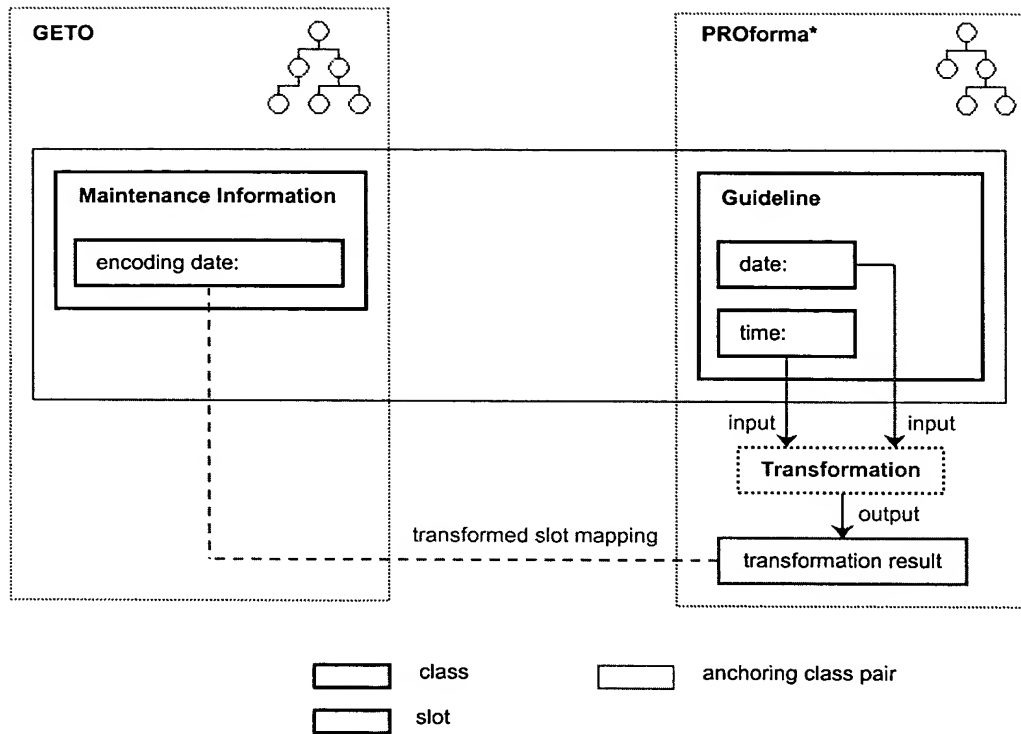 GETO
PROforma*
Maintenance Information
encoding date:
Guideline
date:
time:
input
input
Transformation
output
transformed slot mapping
transformation result
class
anchoring class pair
slot